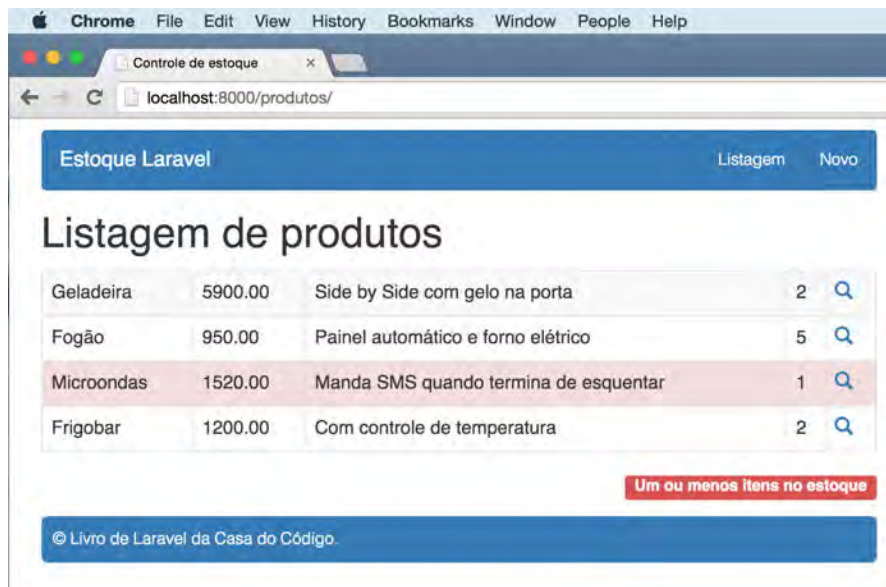 Chrome File Edit View History Bookmarks Window People Help
Controle de estoque ×
localhost:8000/produtos/
Estoque Laravel Listagem Novo
Listagem de produtos
Geladeira 5900.00 Side by Side com gelo na porta 2
Fogão 950.00 Painel automático e forno elétrico 5
Microondas 1520.00 Manda SMS quando termina de esquentar 1
Frigobar 1200.00 Com controle de temperatura 2
Um ou menos itens no estoque
© Livro de Laravel da Casa do Código.